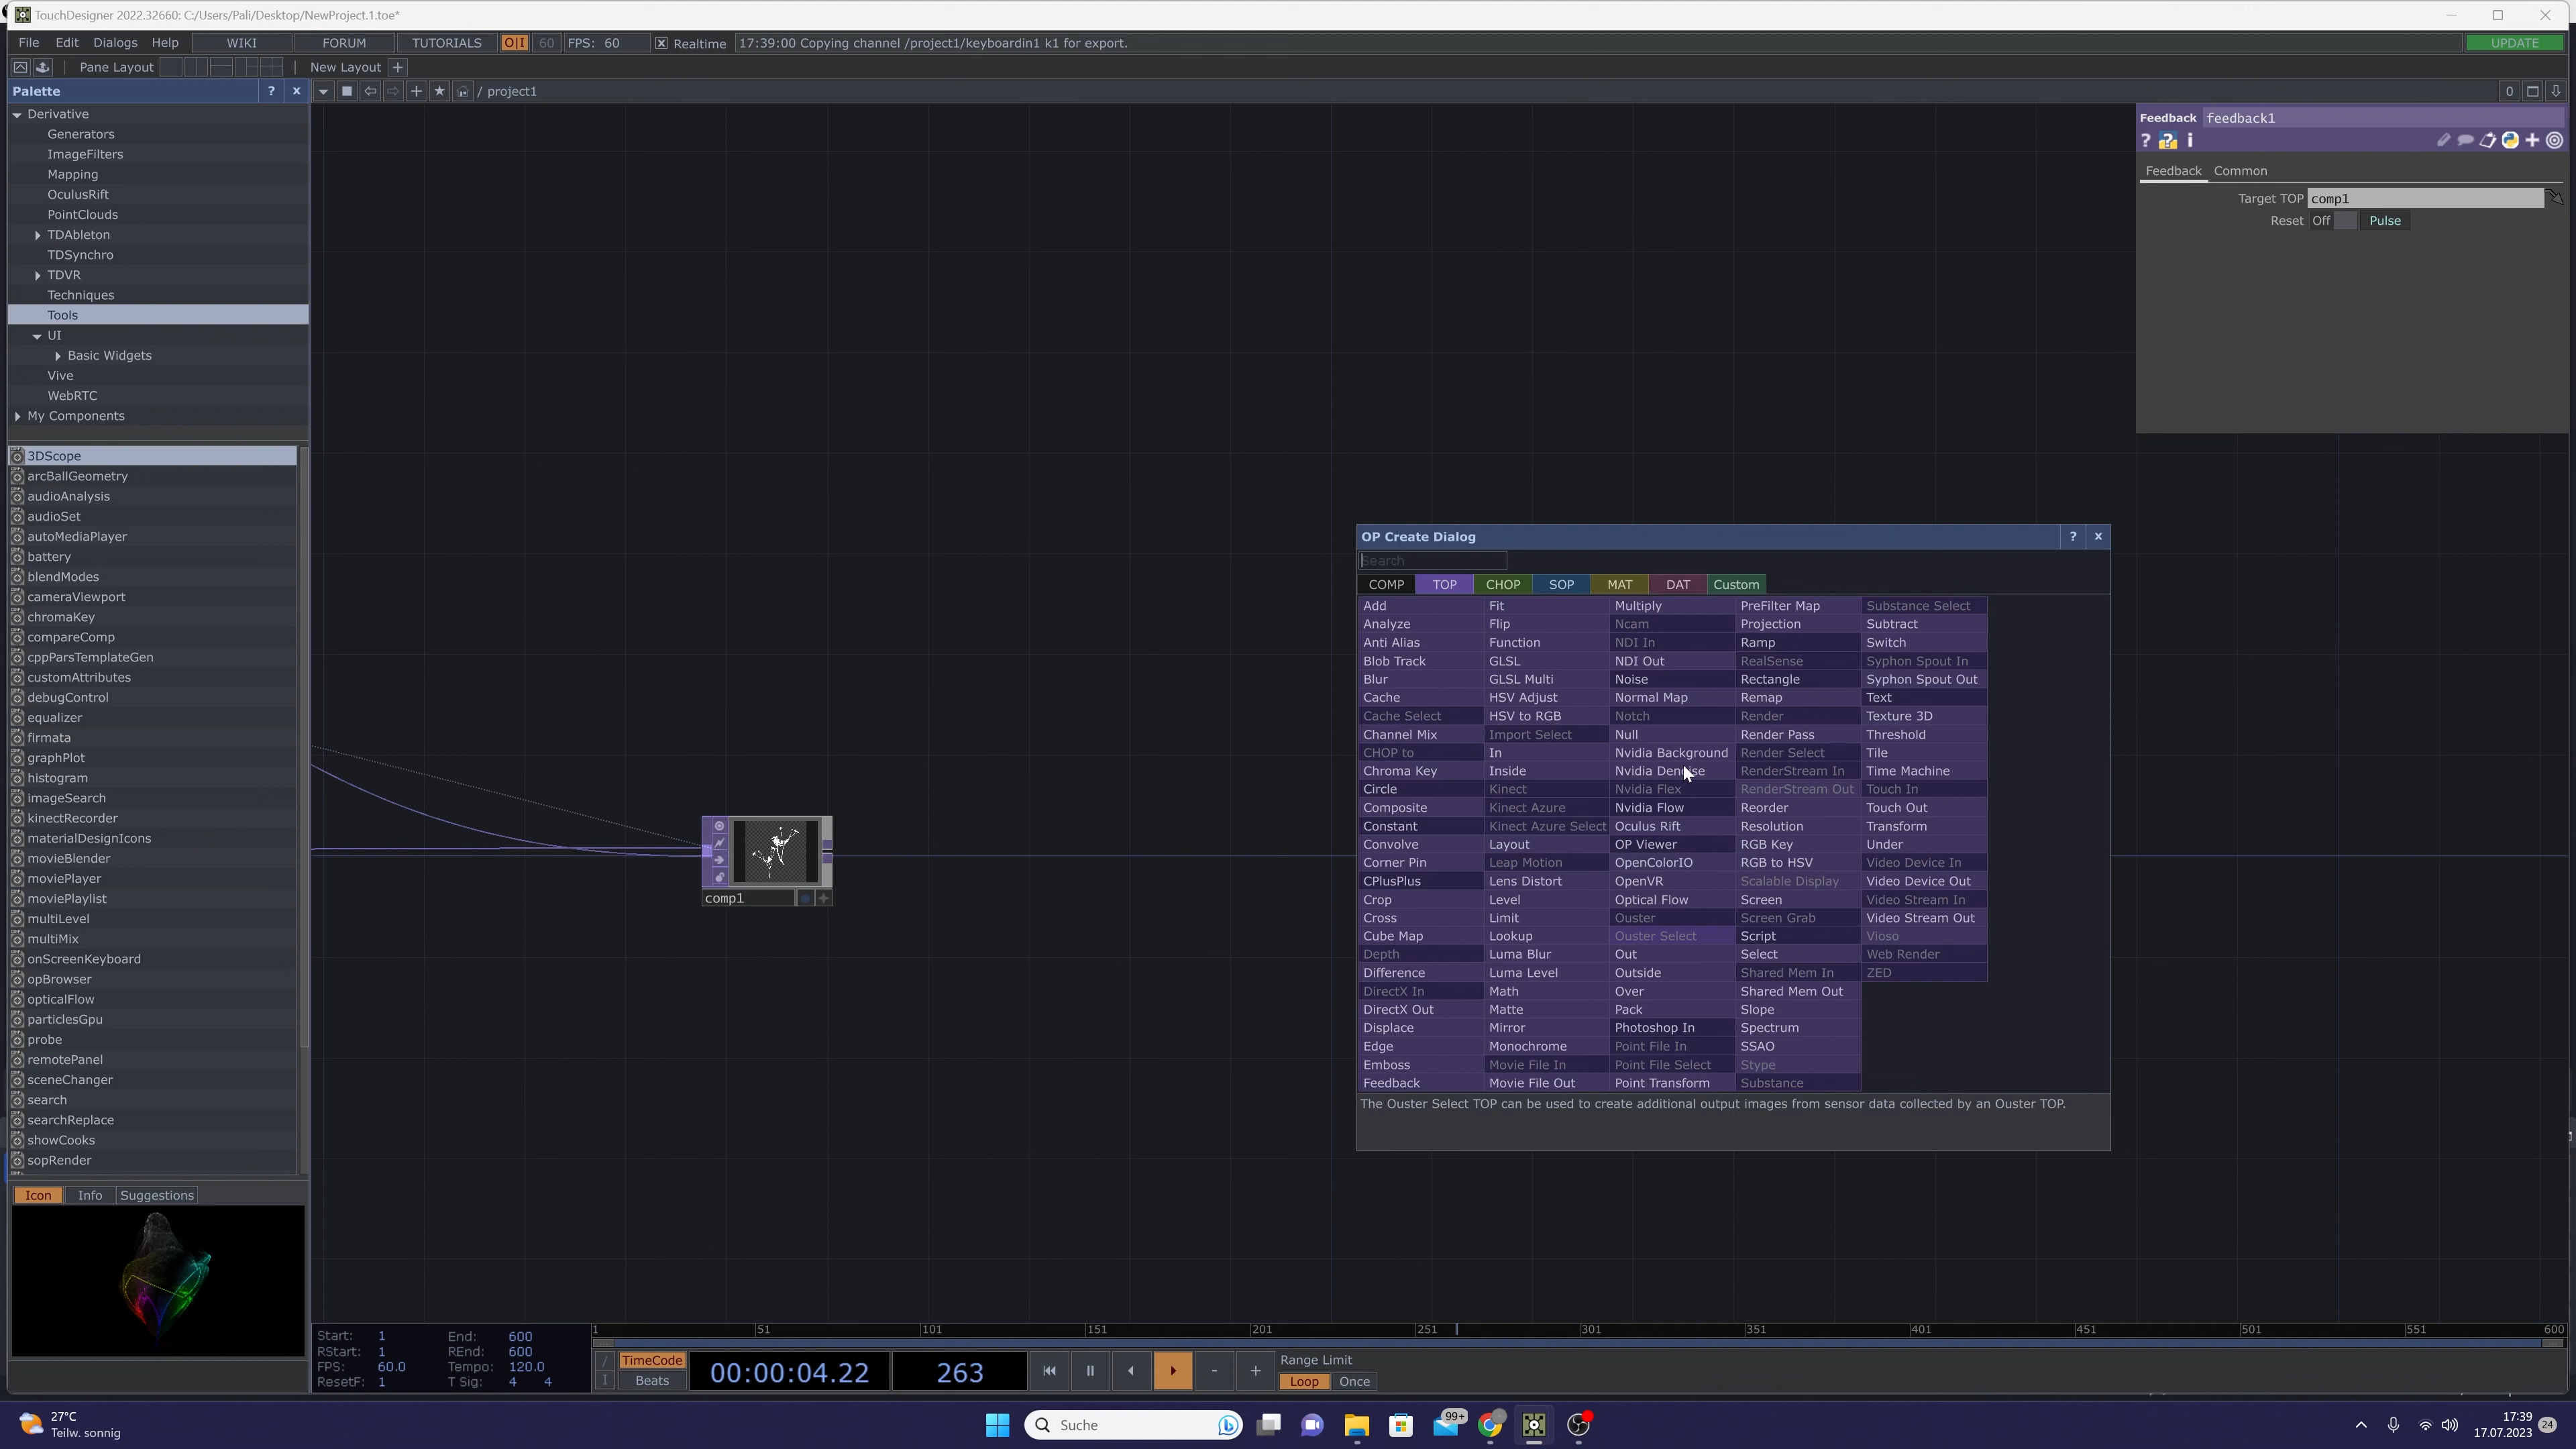 TouchDesigner 2022.32660: C:/Users/Pali/Desktop/NewProject.1.toe*
File Edit Dialogs Help WIKI FORUM TUTORIALS O|I 60 FPS: 60 Realtime 17:39:00 Copying channel /project1/keyboardin1 k1 for export. UPDATE
Pane Layout New Layout +
Palette ? x / project1 0
Derivative
Generators
ImageFilters
Mapping
OculusRift
PointClouds
TDAbleton
TDSynchro
TDVR
Techniques
Tools
UI
Basic Widgets
Vive
WebRTC
My Components
3DScope
arcBallGeometry
audioAnalysis
audioSet
autoMediaPlayer
battery
blendModes
cameraViewport
chromaKey
compareComp
cppParsTemplateGen
customAttributes
debugControl
equalizer
firmata
graphPlot
histogram
imageSearch
kinectRecorder
materialDesignIcons
movieBlender
moviePlayer
moviePlaylist
multiLevel
multiMix
onScreenKeyboard
opBrowser
opticalFlow
particlesGpu
probe
remotePanel
sceneChanger
search
searchReplace
showCooks
sopRender
Icon Info Suggestions
comp1
Feedback feedback1
? ? i
Feedback Common
Target TOP comp1
Reset Off Pulse
OP Create Dialog ? x
Search
COMP TOP CHOP SOP MAT DAT Custom
Add Fit Multiply PreFilter Map Substance Select
Analyze Flip Ncam Projection Subtract
Anti Alias Function NDI In Ramp Switch
Blob Track GLSL NDI Out RealSense Syphon Spout In
Blur GLSL Multi Noise Rectangle Syphon Spout Out
Cache HSV Adjust Normal Map Remap Text
Cache Select HSV to RGB Notch Render Texture 3D
Channel Mix Import Select Null Render Pass Threshold
CHOP to In Nvidia Background Render Select Tile
Chroma Key Inside Nvidia Denoise RenderStream In Time Machine
Circle Kinect Nvidia Flex RenderStream Out Touch In
Composite Kinect Azure Nvidia Flow Reorder Touch Out
Constant Kinect Azure Select Oculus Rift Resolution Transform
Convolve Layout OP Viewer RGB Key Under
Corner Pin Leap Motion OpenColorIO RGB to HSV Video Device In
CPlusPlus Lens Distort OpenVR Scalable Display Video Device Out
Crop Level Optical Flow Screen Video Stream In
Cross Limit Ouster Screen Grab Video Stream Out
Cube Map Lookup Ouster Select Script Vioso
Depth Luma Blur Out Select Web Render
Difference Luma Level Outside Shared Mem In ZED
DirectX In Math Over Shared Mem Out
DirectX Out Matte Pack Slope
Displace Mirror Photoshop In Spectrum
Edge Monochrome Point File In SSAO
Emboss Movie File In Point File Select Stype
Feedback Movie File Out Point Transform Substance
The Ouster Select TOP can be used to create additional output images from sensor data collected by an Ouster TOP.
1 51 101 151 201 251 301 351 401 451 501 551 600
Start: 1 End: 600
RStart: 1 REnd: 600
FPS: 60.0 Tempo: 120.0
ResetF: 1 T Sig: 4 4
/ I TimeCode Beats 00:00:04.22 263 - + Range Limit Loop Once
27°C
Teilw. sonnig
Suche
99+
17:39
17.07.2023
24